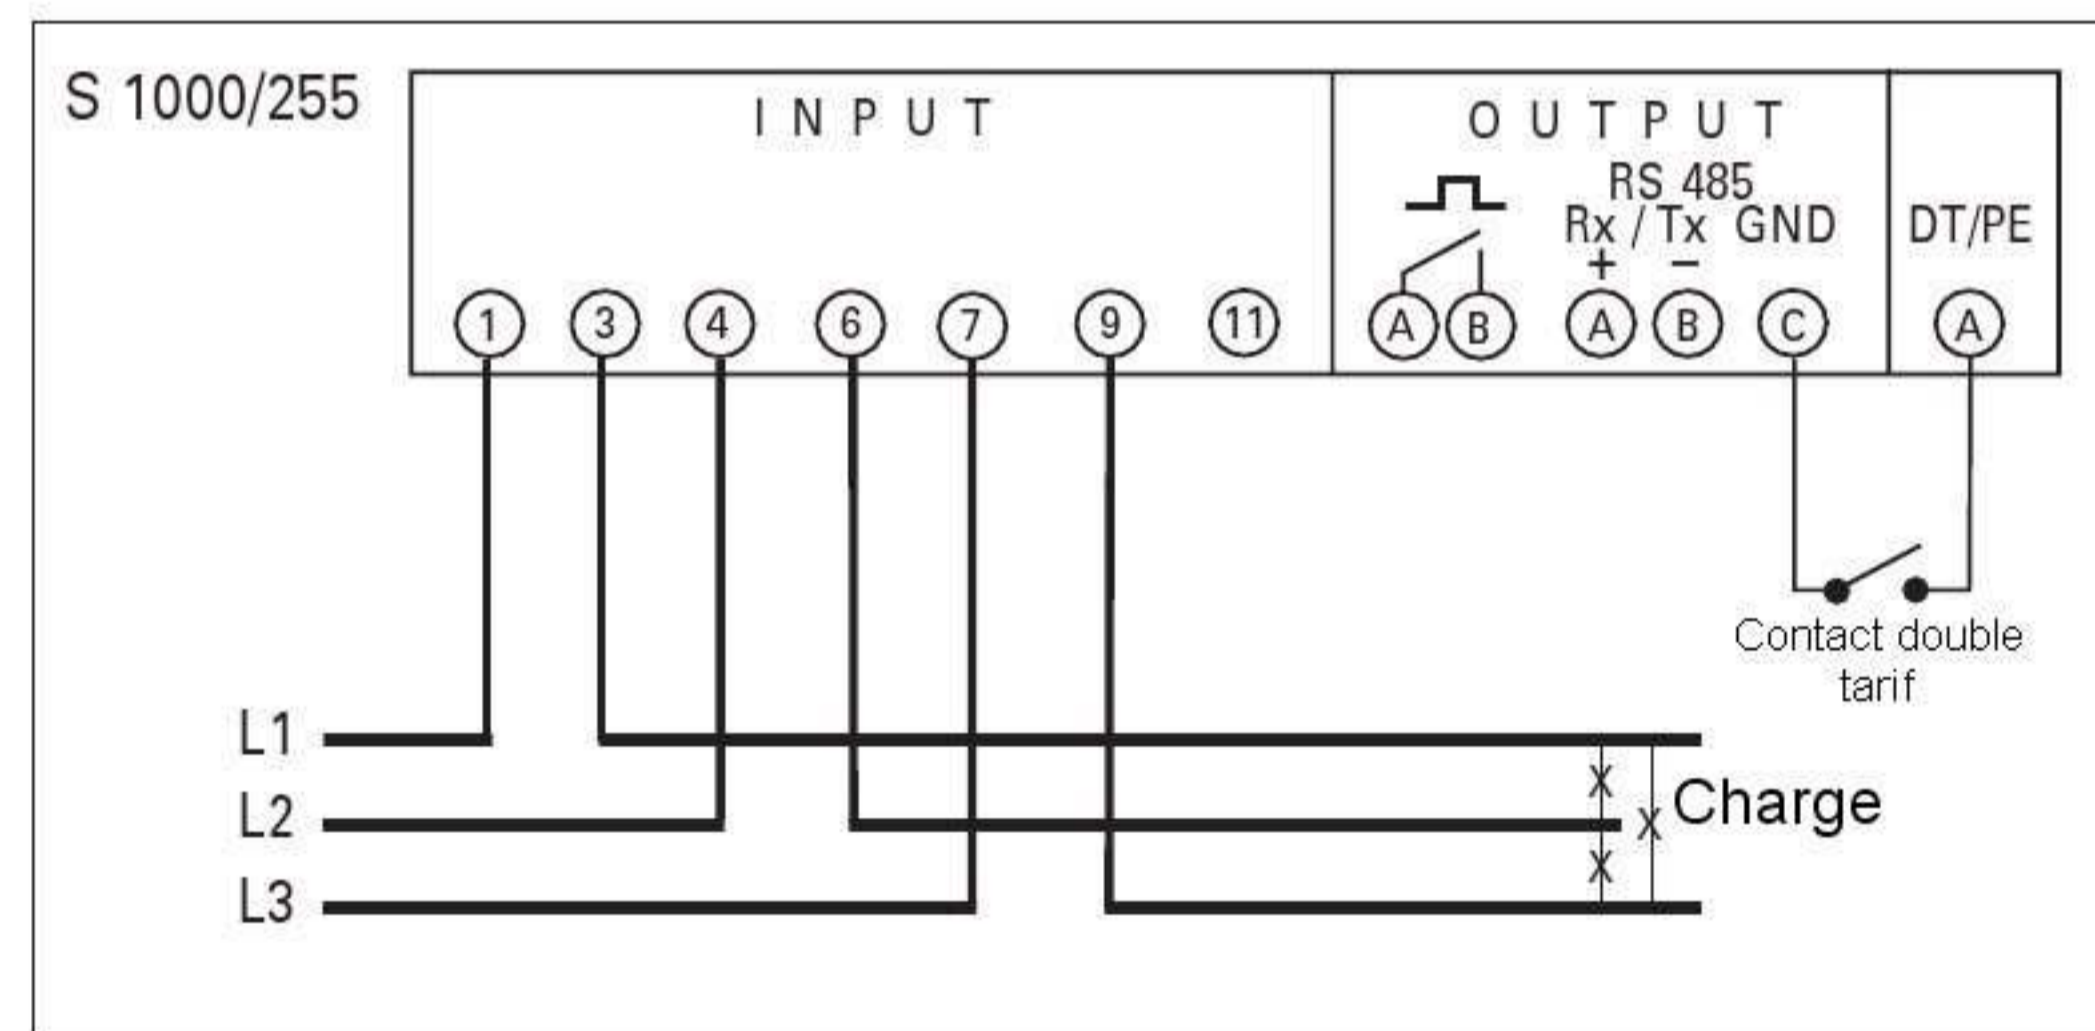 S 1000/255
INPUT
OUTPUT
RS 485
Rx / Tx GND
DT/PE
+ −
1 3 4 6 7 9 11 A B A B C A
Contact double
tarif
L1
L2
L3
X
X
X
Charge